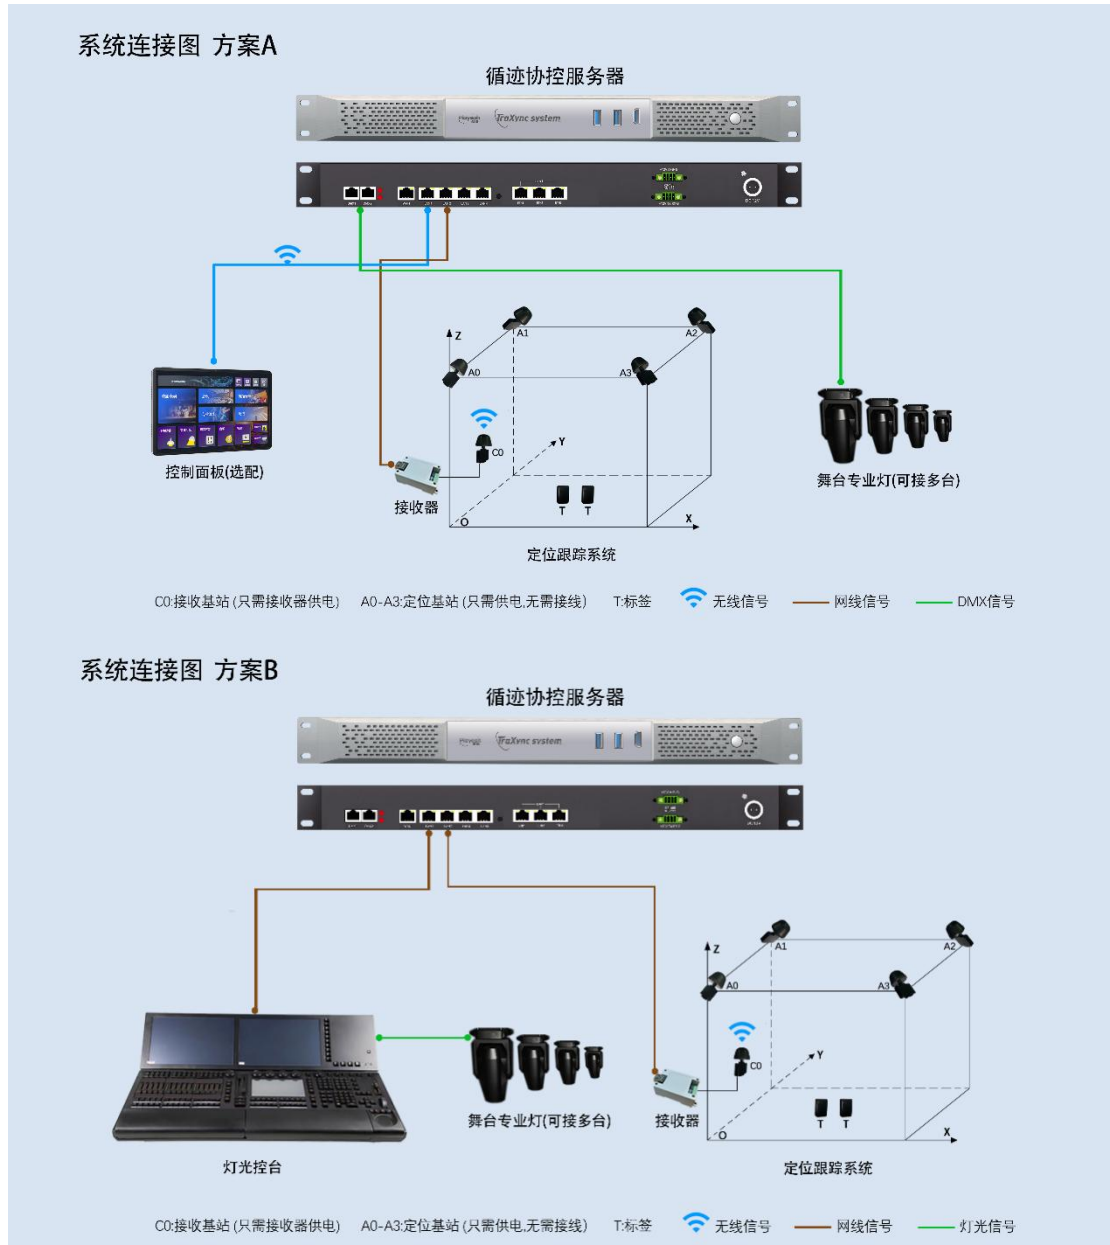 系统连接图 方案A
循迹协控服务器
TraXync system
Z
A1
A2
A0
A3
Y
C0
T T
O
X
控制面板(选配)
接收器
舞台专业灯(可接多台)
定位跟踪系统
C0:接收基站 (只需接收器供电) A0-A3:定位基站 (只需供电,无需接线) T:标签 无线信号 网线信号 DMX信号
系统连接图 方案B
循迹协控服务器
TraXync system
Z
A1
A2
A0
A3
Y
C0
T T
O
X
舞台专业灯(可接多台)
接收器
灯光控台
定位跟踪系统
C0:接收基站 (只需接收器供电) A0-A3:定位基站 (只需供电,无需接线) T:标签 无线信号 网线信号 灯光信号